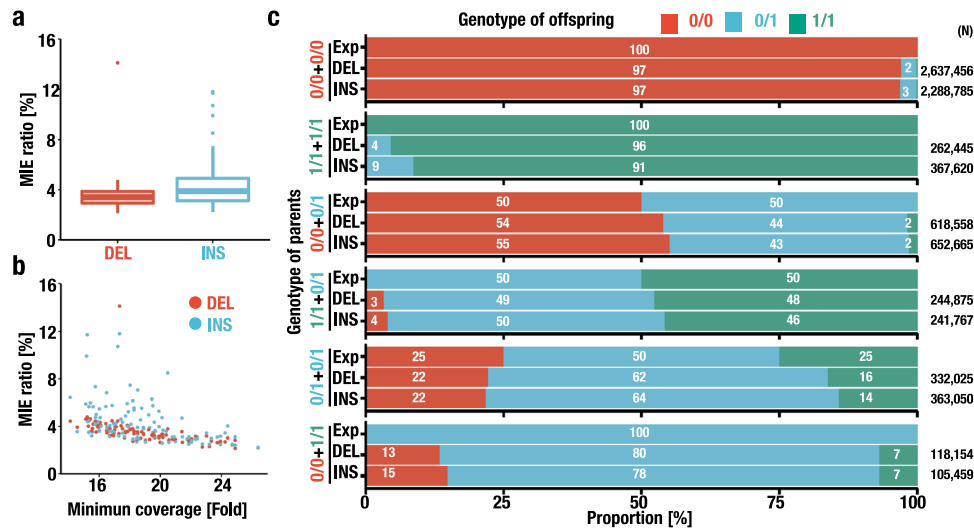 a
MIE ratio [%]
16
12
8
4
0
DEL
INS
b
MIE ratio [%]
16
12
8
4
0
DEL
INS
16
20
24
Minimun coverage [Fold]
c
Genotype of offspring
0/0
0/1
1/1
(N)
Genotype of parents
0/0+0/0
Exp
100
DEL
97
2
2,637,456
INS
97
3
2,288,785
1/1+1/1
Exp
100
DEL
4
96
262,445
INS
9
91
367,620
0/0+0/1
Exp
50
50
DEL
54
44
2
618,558
INS
55
43
2
652,665
1/1+0/1
Exp
50
50
DEL
3
49
48
244,875
INS
4
50
46
241,767
0/1+0/1
Exp
25
50
25
DEL
22
62
16
332,025
INS
22
64
14
363,050
0/0+1/1
Exp
100
DEL
13
80
7
118,154
INS
15
78
7
105,459
0
25
50
75
100
Proportion [%]